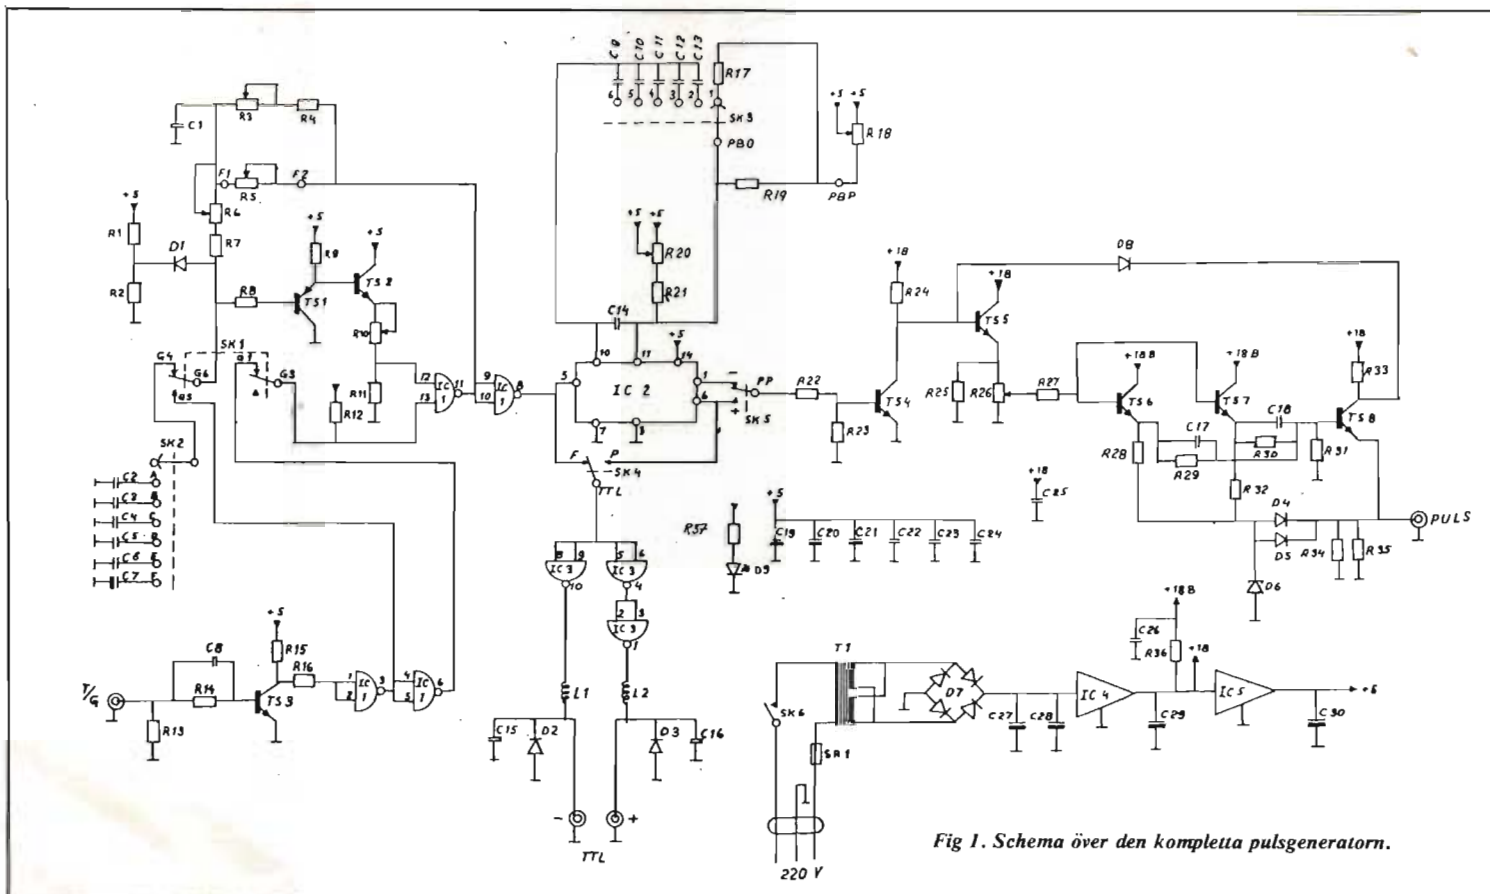 C9 C10 C11 C12 C13
R17
6 5 4 3 2 1
SK3
PBO
+5 +5
R18
R19
PBP
R3
R4
C1
F1
R5
F2
R6
+5
R1
R7
D1
R2
R8
+5
R9
+5
TS1
TS2
R10
+5 +5
R20
R21
C14
+5
10 11 14
5
IC 2
1
6
7
−
+
PP
SK5
SK1
G4
G6
G5
G3
R11
R12
12
13
IC
1
11
9
10
IC
1
8
F
P
SK4
TTL
SK2
C2 A
C3 B
C4 C
C5 D
C6 E
C7 F
R22
R23
TS4
+18
R24
+18
TS5
D8
R25
R26
R27
+18B
TS6
+18B
TS7
+18
R33
TS8
C17
C18
R28
R29
R30
R31
R32
D4
D5
R34
R35
D6
PULS
+18
C25
R37
D9
+5
C19
C20
C21
C22
C23
C24
8 9
IC 3
10
5 6
IC 3
4
2 3
IC 3
1
L1
L2
C15
D2
D3
C16
−
+
TTL
T/G
R13
C8
R14
+5
R15
R16
TS3
1
2
IC
1
3
4
5
IC
1
6
T1
SK6
SR1
D7
C27
C28
IC 4
C29
C26
+18B
R36
+18
IC 5
C30
+5
220 V
Fig 1. Schema över den kompletta pulsgeneratorn.